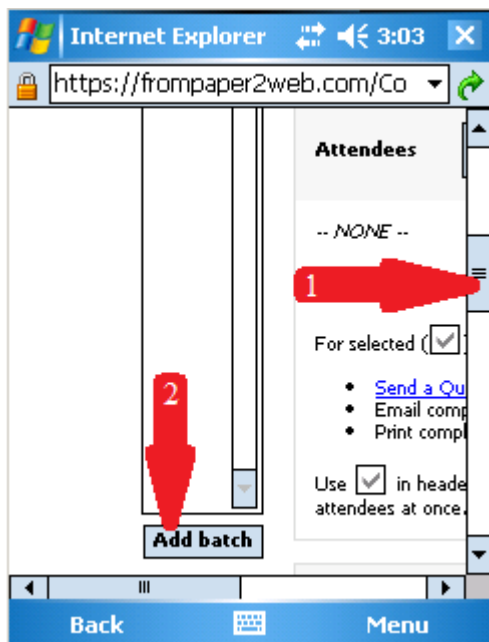 Internet Explorer 3:03
https://frompaper2web.com/Co
Attendees
-- NONE --
1
For selected (
Send a Qu
Email comp
Print compl
2
Use in heade
attendees at once.
Add batch
Back Menu